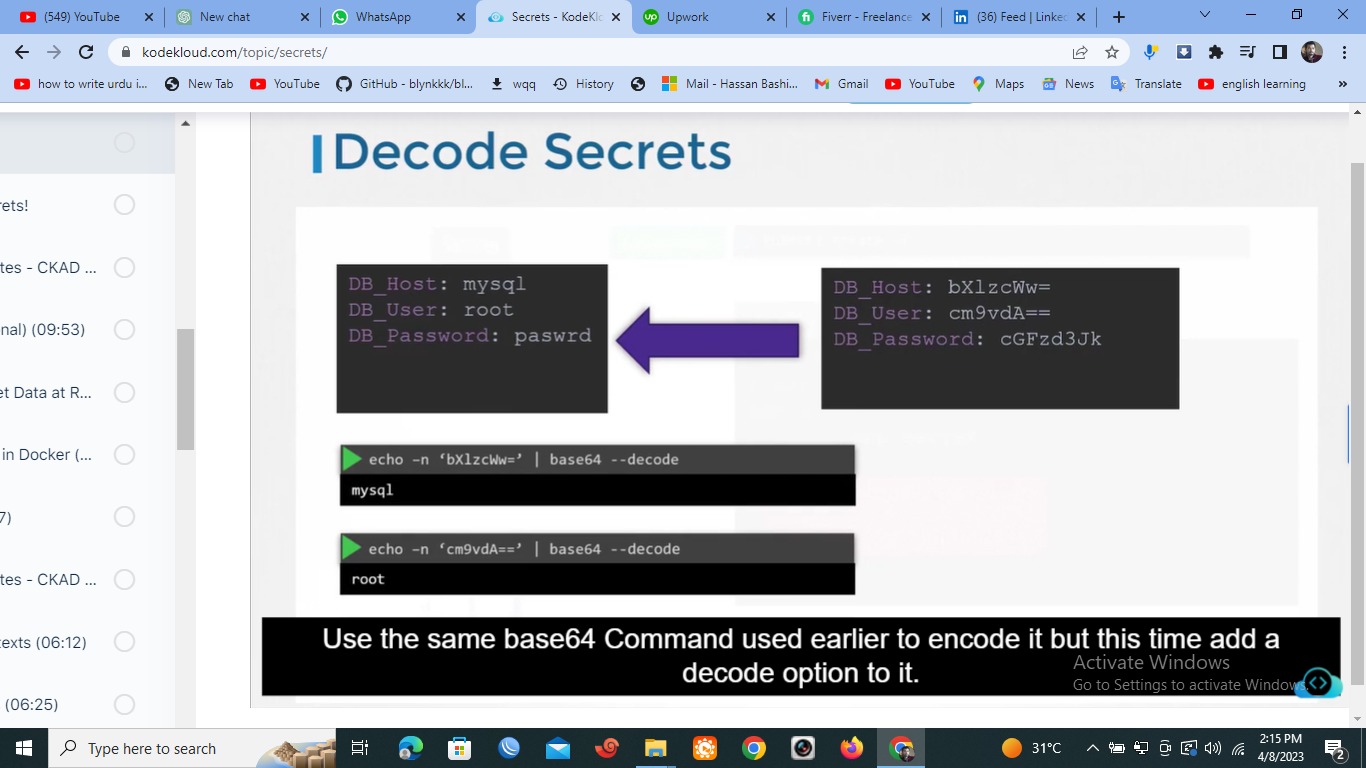 (549) YouTube
New chat
WhatsApp
Secrets - KodeKlo
Upwork
Fiverr - Freelance
(36) Feed | Linke
kodekloud.com/topic/secrets/
how to write urdu i...
New Tab
YouTube
GitHub - blynkkk/bl...
wqq
History
Mail - Hassan Bashi...
Gmail
YouTube
Maps
News
Translate
english learning
»
Decode Secrets
rets!
tes - CKAD ...
nal) (09:53)
et Data at R...
in Docker (...
7)
tes - CKAD ...
exts (06:12)
(06:25)
DB_Host: mysql
DB_User: root
DB_Password: paswrd
DB_Host: bXlzcWw=
DB_User: cm9vdA==
DB_Password: cGFzd3Jk
echo –n ‘bXlzcWw=’ | base64 --decode
mysql
echo –n ‘cm9vdA==’ | base64 --decode
root
Use the same base64 Command used earlier to encode it but this time add a
decode option to it.
Activate Windows
Go to Settings to activate Windows.
Type here to search
31°C
2:15 PM
4/8/2023
2